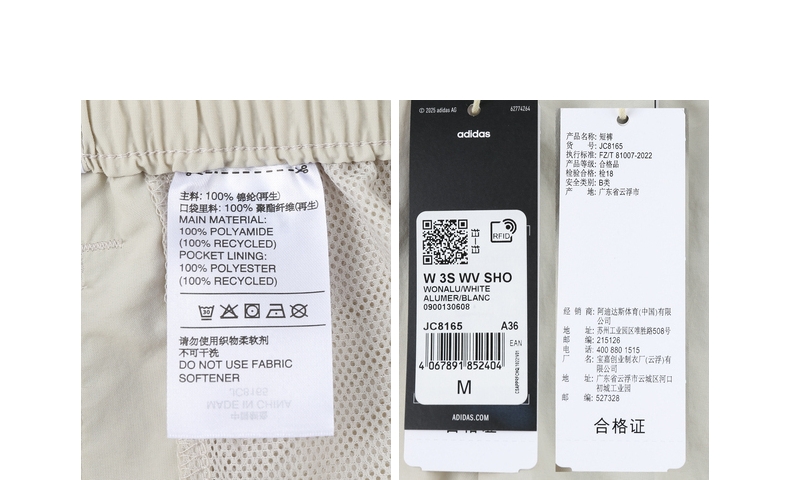 主料: 100% 锦纶(再生)
口袋里料: 100% 聚酯纤维(再生)
MAIN MATERIAL:
100% POLYAMIDE
(100% RECYCLED)
POCKET LINING:
100% POLYESTER
(100% RECYCLED)
30
请勿使用织物柔软剂
不可干洗
DO NOT USE FABRIC
SOFTENER
JC8165
MADE IN CHINA
中国制造
© 2025 adidas AG 62774264
adidas
RFID
W 3S WV SHO
WONALU/WHITE
ALUMER/BLANC
0900130608
JC8165 A36
EAN
4 067891 852404
M
ADIDAS.COM
合格证
产品名称: 短裤
货 号: JC8165
执行标准: FZ/T 81007-2022
产品等级: 合格品
检验合格: 检18
安全类别: B类
产 地: 广东省云浮市
经 销 商: 阿迪达斯体育(中国)有限
公司
地 址: 苏州工业园区唯胜路508号
邮 编: 215126
电 话: 400 880 1515
厂 名: 宝嘉创业制衣厂(云浮)有
限公司
地 址: 广东省云浮市云城区河口
初城工业园
邮 编: 527328
合格证